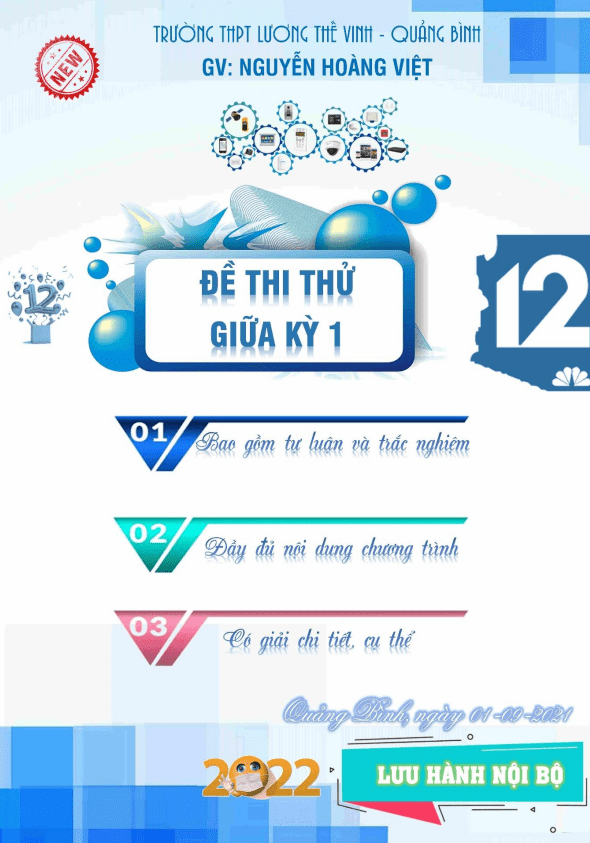 TRƯỜNG THPT LƯƠNG THẾ VINH - QUẢNG BÌNH
NEW
GV: NGUYỄN HOÀNG VIỆT
ĐỀ THI THỬ
GIỮA KỲ 1
12
12
01
Bao gồm tự luận và trắc nghiệm
02
Đầy đủ nội dung chương trình
03
Có giải chi tiết, cụ thể
Quảng Bình, ngày 01-09-2021
2022
LƯU HÀNH NỘI BỘ